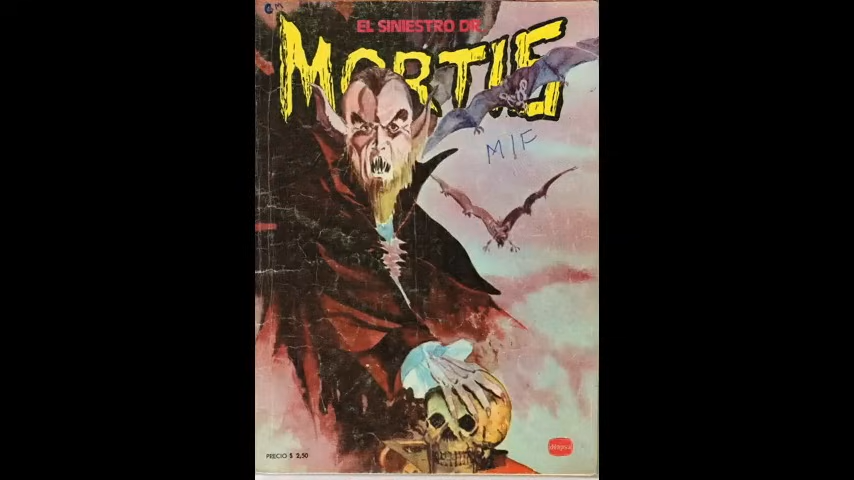 EL SINIESTRO DR.
MORTIS
MIF
PRECIO $ 2,50